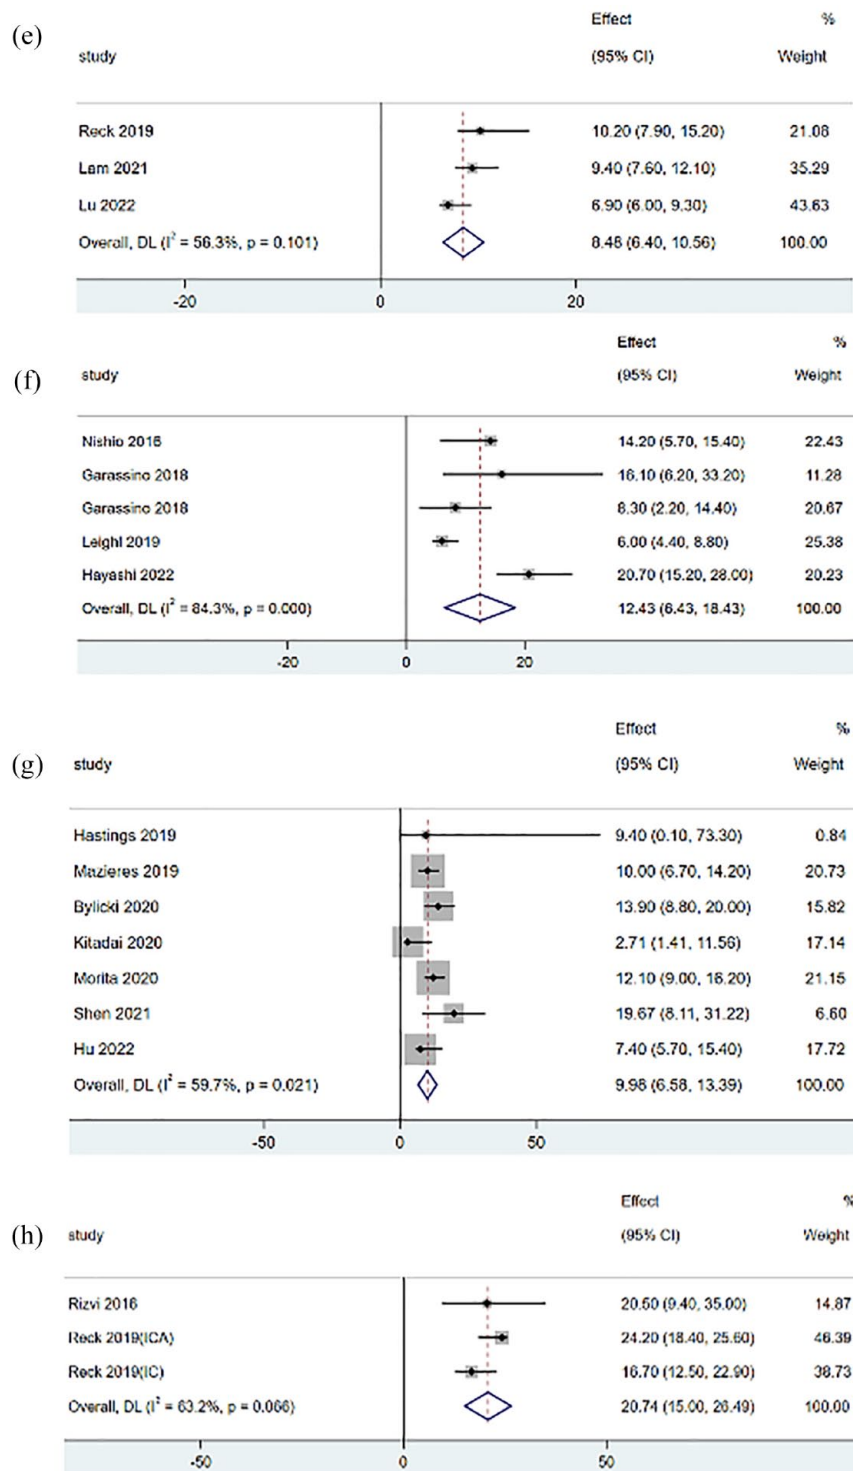 (e)
Effect %
study (95% CI) Weight
Reck 2019 10.20 (7.90, 15.20) 21.08
Lam 2021 9.40 (7.60, 12.10) 35.29
Lu 2022 6.90 (6.00, 9.30) 43.63
Overall, DL (I² = 56.3%, p = 0.101) 8.48 (6.40, 10.56) 100.00
-20 0 20
(f)
Effect %
study (95% CI) Weight
Nishio 2016 14.20 (5.70, 15.40) 22.43
Garassino 2018 16.10 (6.20, 33.20) 11.28
Garassino 2018 8.30 (2.20, 14.40) 20.67
Leighl 2019 6.00 (4.40, 8.80) 25.38
Hayashi 2022 20.70 (15.20, 28.00) 20.23
Overall, DL (I² = 84.3%, p = 0.000) 12.43 (6.43, 18.43) 100.00
-20 0 20
(g)
Effect %
study (95% CI) Weight
Hastings 2019 9.40 (0.10, 73.30) 0.84
Mazieres 2019 10.00 (6.70, 14.20) 20.73
Bylicki 2020 13.90 (8.80, 20.00) 15.82
Kitadai 2020 2.71 (1.41, 11.56) 17.14
Morita 2020 12.10 (9.00, 16.20) 21.15
Shen 2021 19.67 (8.11, 31.22) 6.60
Hu 2022 7.40 (5.70, 15.40) 17.72
Overall, DL (I² = 59.7%, p = 0.021) 9.98 (6.58, 13.39) 100.00
-50 0 50
(h)
Effect %
study (95% CI) Weight
Rizvi 2016 20.50 (9.40, 35.00) 14.87
Reck 2019(ICA) 24.20 (18.40, 25.60) 46.39
Reck 2019(IC) 16.70 (12.50, 22.90) 38.73
Overall, DL (I² = 63.2%, p = 0.066) 20.74 (15.00, 26.49) 100.00
-50 0 50